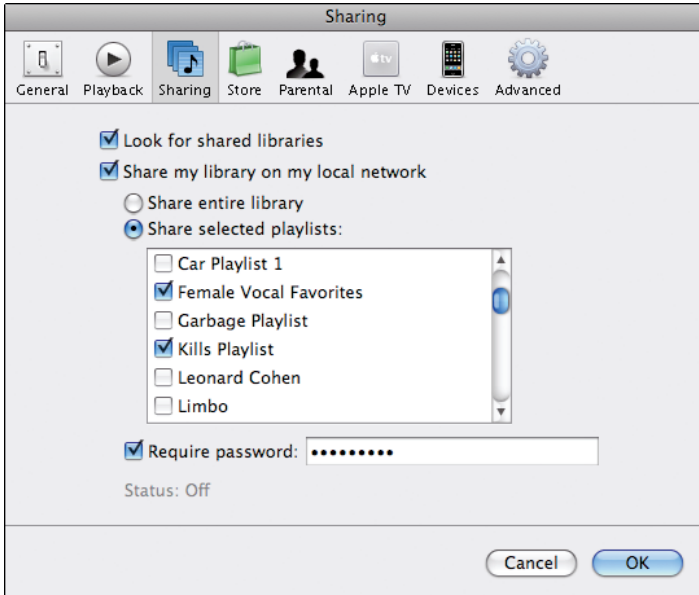 Sharing
General Playback Sharing Store Parental Apple TV Devices Advanced
Look for shared libraries
Share my library on my local network
Share entire library
Share selected playlists:
Car Playlist 1
Female Vocal Favorites
Garbage Playlist
Kills Playlist
Leonard Cohen
Limbo
Require password: •••••••••
Status: Off
Cancel OK